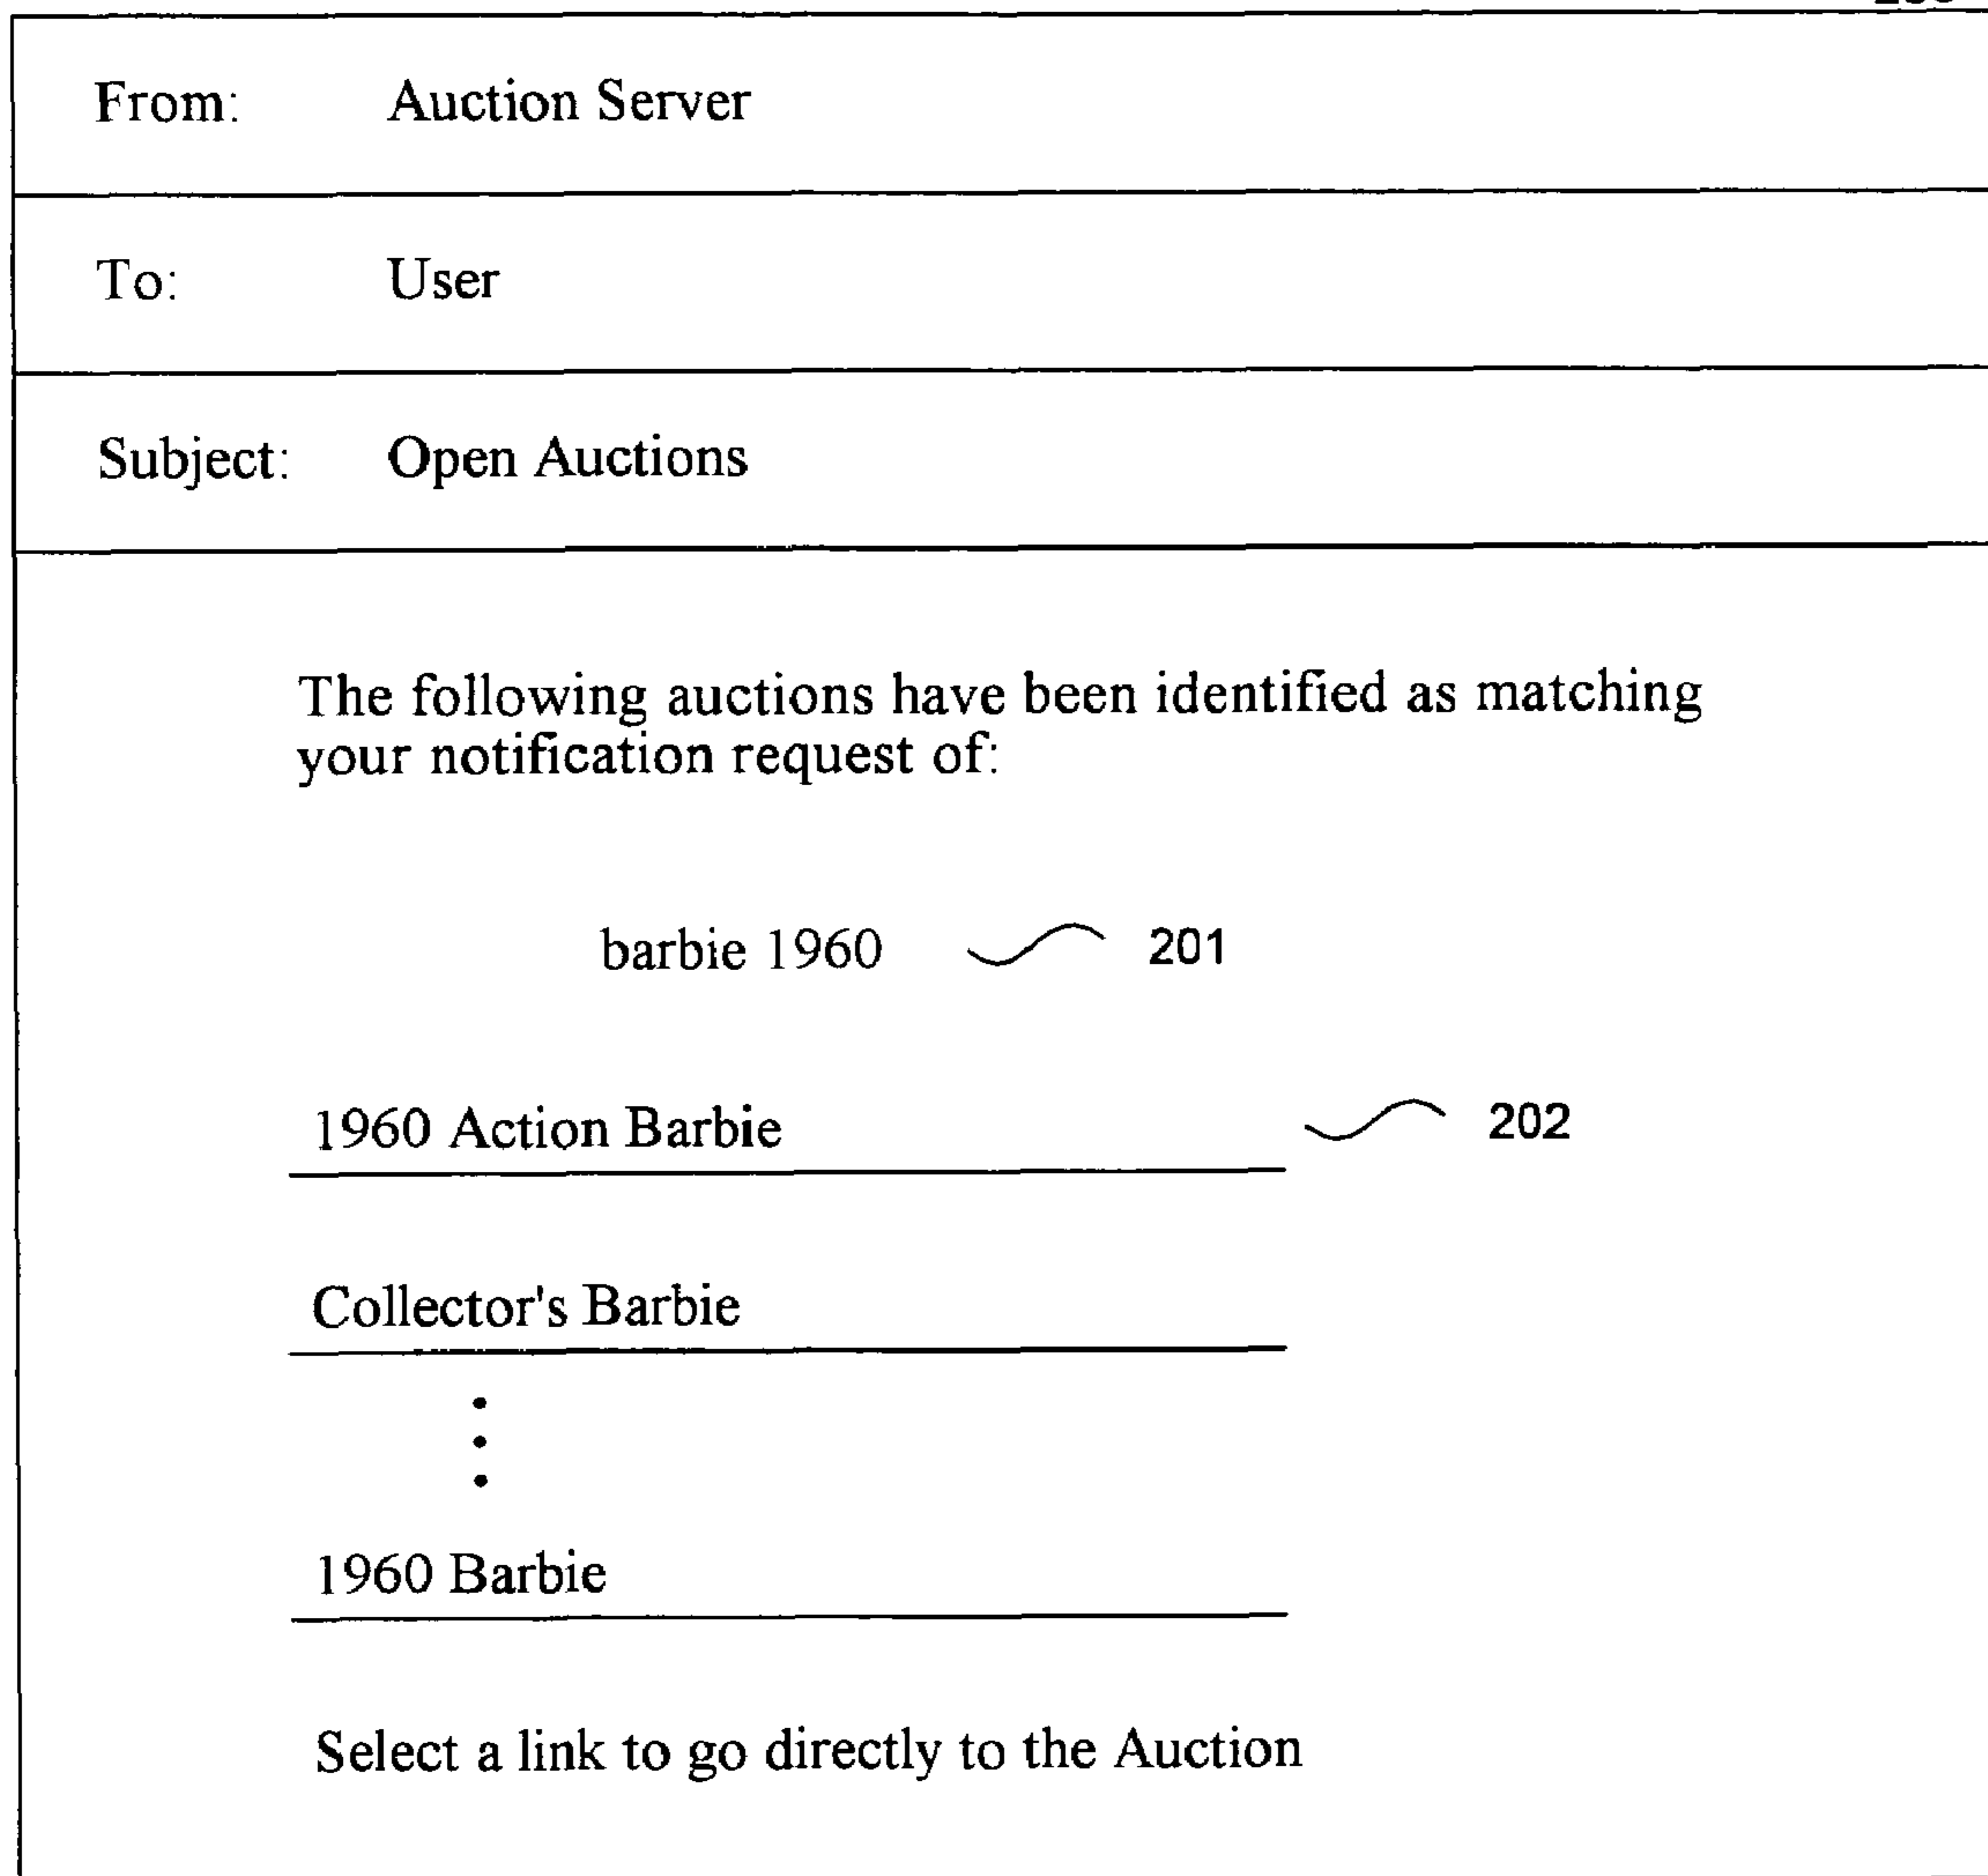 From: Auction Server
To: User
Subject: Open Auctions
The following auctions have been identified as matching
your notification request of:
barbie 1960 201
1960 Action Barbie 202
Collector's Barbie
1960 Barbie
Select a link to go directly to the Auction